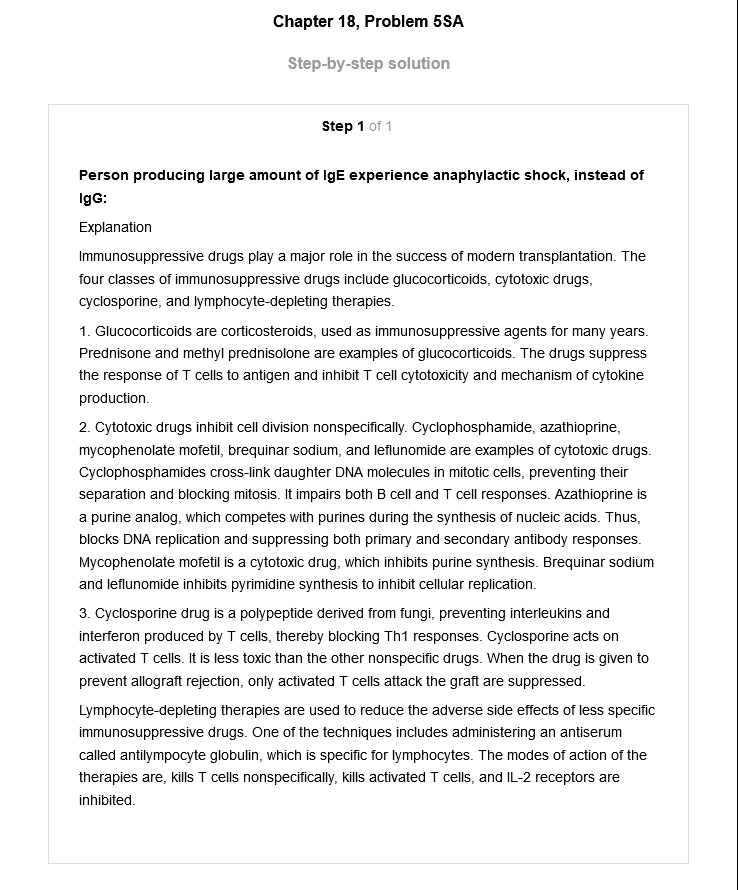 Chapter 18, Problem 5SA
Step-by-step solution
Step 1 of 1
Person producing large amount of IgE experience anaphylactic shock, instead of
IgG:
Explanation
Immunosuppressive drugs play a major role in the success of modern transplantation. The
four classes of immunosuppressive drugs include glucocorticoids, cytotoxic drugs,
cyclosporine, and lymphocyte-depleting therapies.
1. Glucocorticoids are corticosteroids, used as immunosuppressive agents for many years.
Prednisone and methyl prednisolone are examples of glucocorticoids. The drugs suppress
the response of T cells to antigen and inhibit T cell cytotoxicity and mechanism of cytokine
production.
2. Cytotoxic drugs inhibit cell division nonspecifically. Cyclophosphamide, azathioprine,
mycophenolate mofetil, brequinar sodium, and leflunomide are examples of cytotoxic drugs.
Cyclophosphamides cross-link daughter DNA molecules in mitotic cells, preventing their
separation and blocking mitosis. It impairs both B cell and T cell responses. Azathioprine is
a purine analog, which competes with purines during the synthesis of nucleic acids. Thus,
blocks DNA replication and suppressing both primary and secondary antibody responses.
Mycophenolate mofetil is a cytotoxic drug, which inhibits purine synthesis. Brequinar sodium
and leflunomide inhibits pyrimidine synthesis to inhibit cellular replication.
3. Cyclosporine drug is a polypeptide derived from fungi, preventing interleukins and
interferon produced by T cells, thereby blocking Th1 responses. Cyclosporine acts on
activated T cells. It is less toxic than the other nonspecific drugs. When the drug is given to
prevent allograft rejection, only activated T cells attack the graft are suppressed.
Lymphocyte-depleting therapies are used to reduce the adverse side effects of less specific
immunosuppressive drugs. One of the techniques includes administering an antiserum
called antilympocyte globulin, which is specific for lymphocytes. The modes of action of the
therapies are, kills T cells nonspecifically, kills activated T cells, and IL-2 receptors are
inhibited.